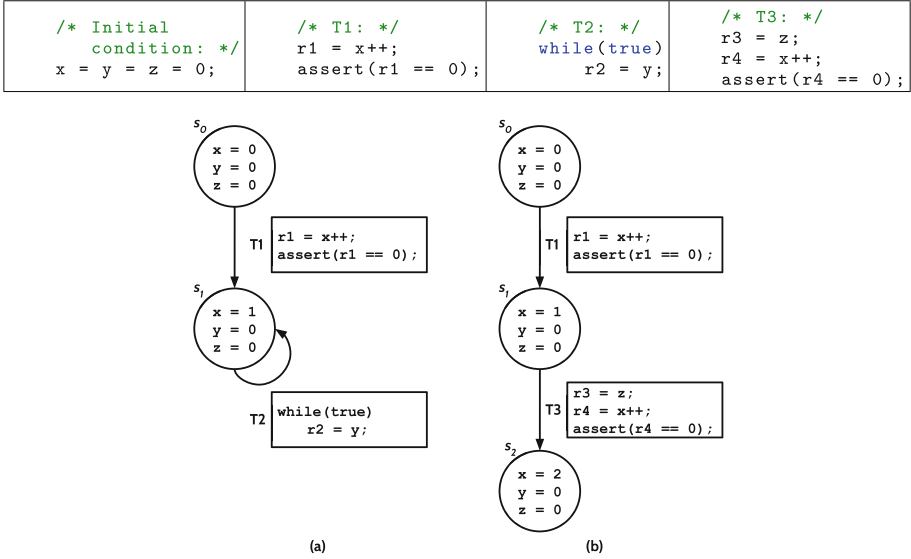 /* Initial
condition: */
x = y = z = 0;
/* T1: */
r1 = x++;
assert(r1 == 0);
/* T2: */
while(true)
r2 = y;
/* T3: */
r3 = z;
r4 = x++;
assert(r4 == 0);
s0
x = 0
y = 0
z = 0
T1
r1 = x++;
assert(r1 == 0);
s1
x = 1
y = 0
z = 0
T2
while(true)
r2 = y;
(a)
s0
x = 0
y = 0
z = 0
T1
r1 = x++;
assert(r1 == 0);
s1
x = 1
y = 0
z = 0
T3
r3 = z;
r4 = x++;
assert(r4 == 0);
s2
x = 2
y = 0
z = 0
(b)